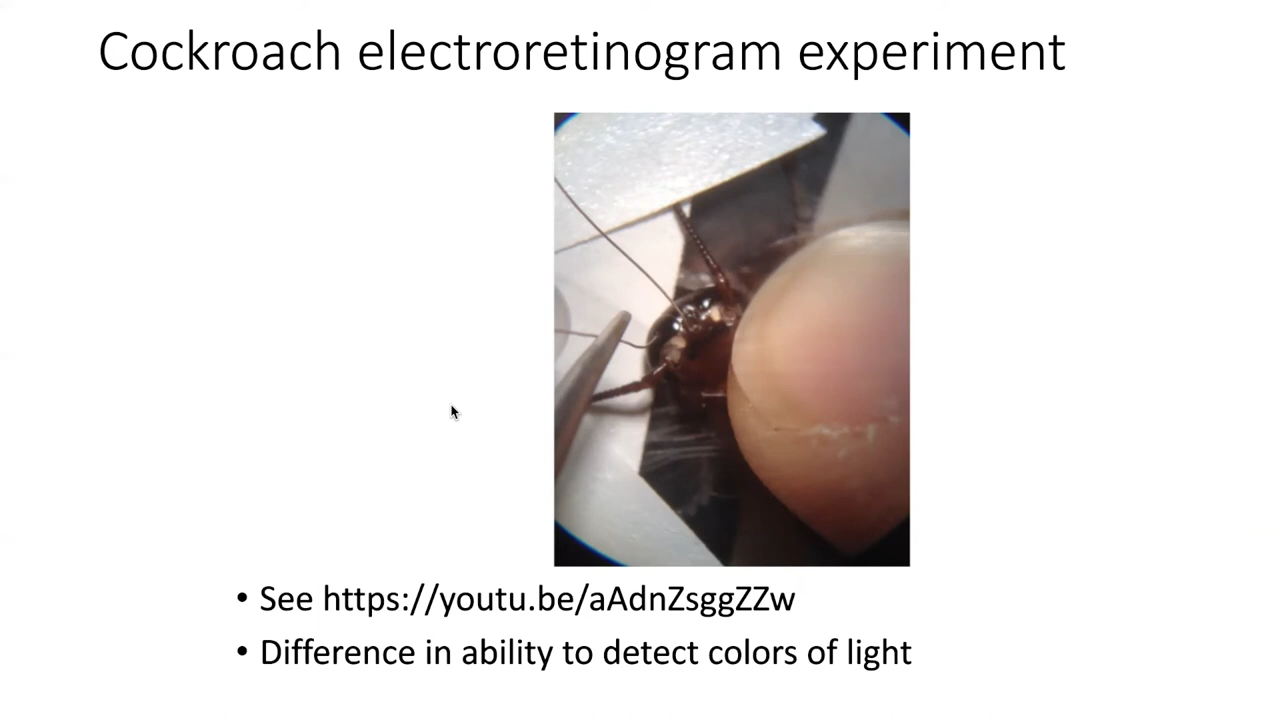 Cockroach electroretinogram experiment
• See https://youtu.be/aAdnZsggZZw
• Difference in ability to detect colors of light